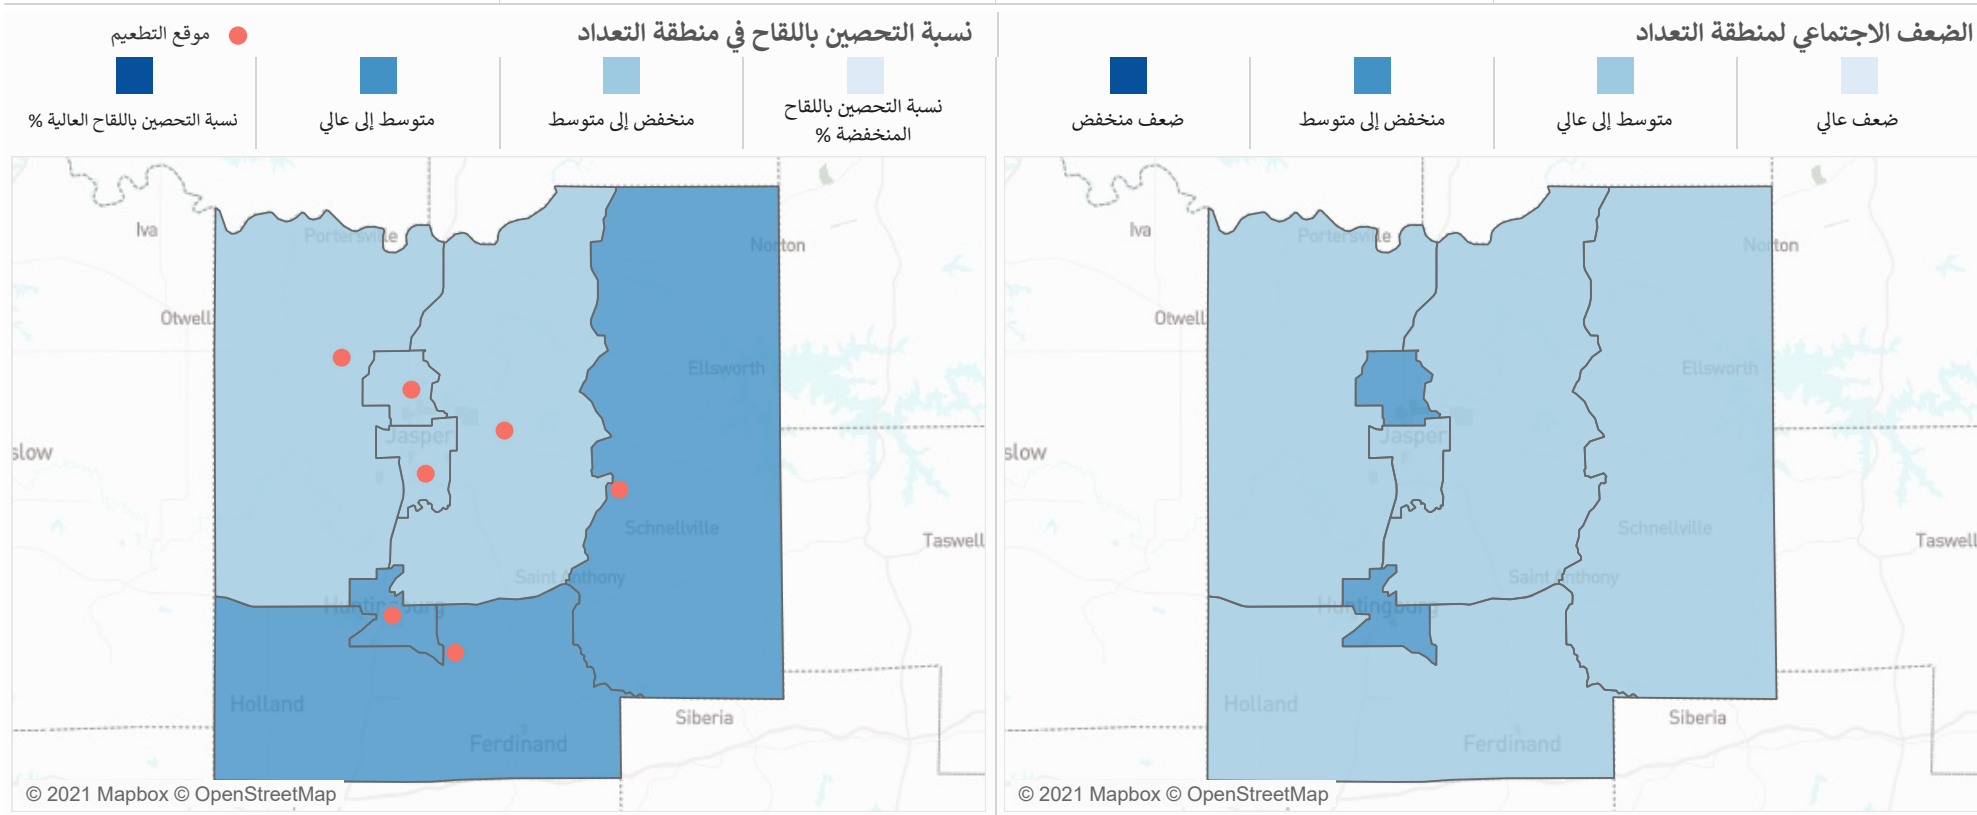 الضعف الاجتماعي لمنطقة التعداد
ضعف عالي
متوسط إلى عالي
منخفض إلى متوسط
ضعف منخفض
Iva
Portersville
Norton
Otwell
Ellsworth
Jasper
slow
Schnellville
Taswell
Saint Anthony
Huntingburg
Holland
Siberia
Ferdinand
© 2021 Mapbox © OpenStreetMap
نسبة التحصين باللقاح في منطقة التعداد
موقع التطعيم
نسبة التحصين باللقاح
المنخفضة %
منخفض إلى متوسط
متوسط إلى عالي
نسبة التحصين باللقاح العالية %
Iva
Portersville
Norton
Otwell
Ellsworth
Jasper
slow
Schnellville
Taswell
Saint Anthony
Huntingburg
Holland
Siberia
Ferdinand
© 2021 Mapbox © OpenStreetMap